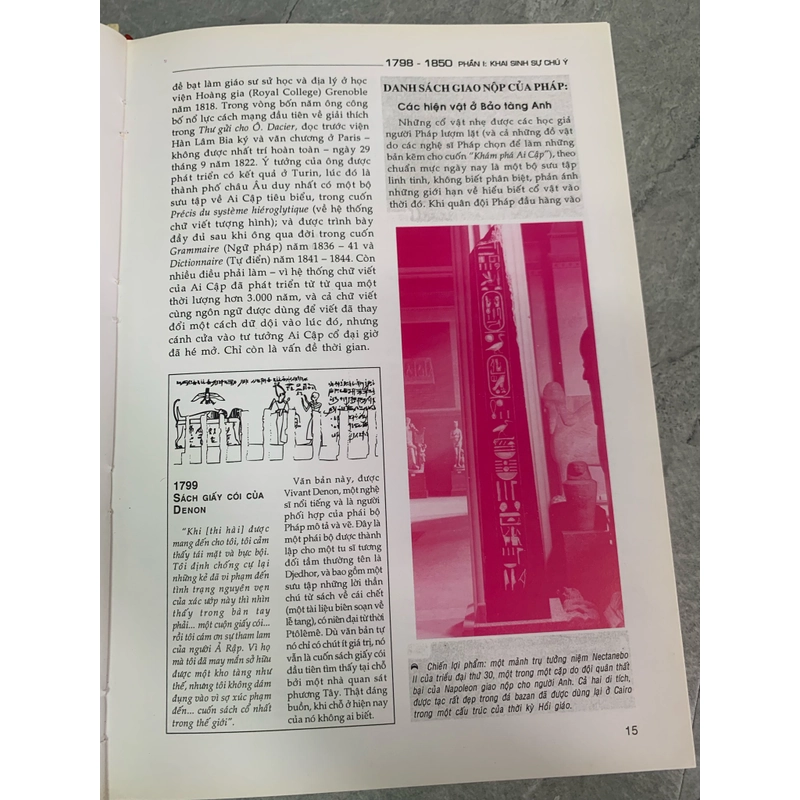 1798 - 1850 PHẦN I: KHAI SINH SỰ CHÚ Ý
đề bạt làm giáo sư sử học và địa lý ở học
viện Hoàng gia (Royal College) Grenoble
năm 1818. Trong vòng bốn năm ông công
bố nỗ lực cách mạng đầu tiên về giải thích
trong Thư gửi cho Ô. Dacier, đọc trước viện
Hàn Lâm Bia ký và văn chương ở Paris –
không được nhất trí hoàn toàn – ngày 29
tháng 9 năm 1822. Ý tưởng của ông được
phát triển có kết quả ở Turin, lúc đó là
thành phố châu Âu duy nhất có một bộ
sưu tập về Ai Cập tiêu biểu, trong cuốn
Précis du système hiéroglytique (về hệ thống
chữ viết tượng hình); và được trình bày
đầy đủ sau khi ông qua đời trong cuốn
Grammaire (Ngữ pháp) năm 1836 – 41 và
Dictionnaire (Tự điển) năm 1841 – 1844. Còn
nhiều điều phải làm – vì hệ thống chữ viết
của Ai Cập đã phát triển từ từ qua một
thời lượng hơn 3.000 năm, và cả chữ viết
cùng ngôn ngữ được dùng để viết đã thay
đổi một cách dữ dội vào lúc đó, nhưng
cánh cửa vào tư tưởng Ai Cập cổ đại giờ
đã hé mở. Chỉ còn là vấn đề thời gian.
1799
SÁCH GIẤY CÓI CỦA
DENON
“Khi [thi hài] được
mang đến cho tôi, tôi cảm
thấy tái mặt và bực bội.
Tôi định chống cự lại
những kẻ đã vi phạm đến
tình trạng nguyên vẹn
của xác ướp này thì nhìn
thấy trong bàn tay
phải... một cuộn giấy cói...
rồi tôi cám ơn sự tham lam
của người Ả Rập. Vì họ
mà tôi đã may mắn sở hữu
được một kho tàng như
thế, nhưng tôi không dám
đụng vào vì sợ xúc phạm
đến... cuốn sách cổ nhất
trong thế giới”.
Văn bản này, được
Vivant Denon, một nghệ
sĩ nổi tiếng và là người
phối hợp của phái bộ
Pháp mô tả và vẽ. Đây là
một phái bộ được thành
lập cho một tu sĩ tương
đối tầm thường tên là
Djedhor, và bao gồm một
sưu tập những lời thần
chú từ sách về cái chết
(một tài liệu biên soạn về
lễ tang), có niên đại từ thời
Ptôlêmê. Dù văn bản tự
nó chỉ có chút ít giá trị, nó
vẫn là cuốn sách giấy cói
đầu tiên tìm thấy tại chỗ
bởi một nhà quan sát
phương Tây. Thật đáng
buồn, khi chỗ ở hiện nay
của nó không ai biết.
DANH SÁCH GIAO NỘP CỦA PHÁP:
Các hiện vật ở Bảo tàng Anh
Những cổ vật nhẹ được các học giả
người Pháp lượm lặt (và cả những đồ vật
do các nghệ sĩ Pháp chọn để làm những
bản kẽm cho cuốn “Khám phá Ai Cập”), theo
chuẩn mực ngày nay là một bộ sưu tập
linh tinh, không biết phân biệt, phản ánh
những giới hạn về hiểu biết cổ vật vào
thời đó. Khi quân đội Pháp đầu hàng vào
Chiến lợi phẩm: một mảnh trụ tưởng niệm Nectanebo
II của triều đại thứ 30, một trong một cặp do đội quân thất
bại của Napoleon giao nộp cho người Anh. Cả hai di tích,
được tạc rất đẹp trong đá bazan đã được dùng lại ở Cairo
trong một cấu trúc của thời kỳ Hồi giáo.
15